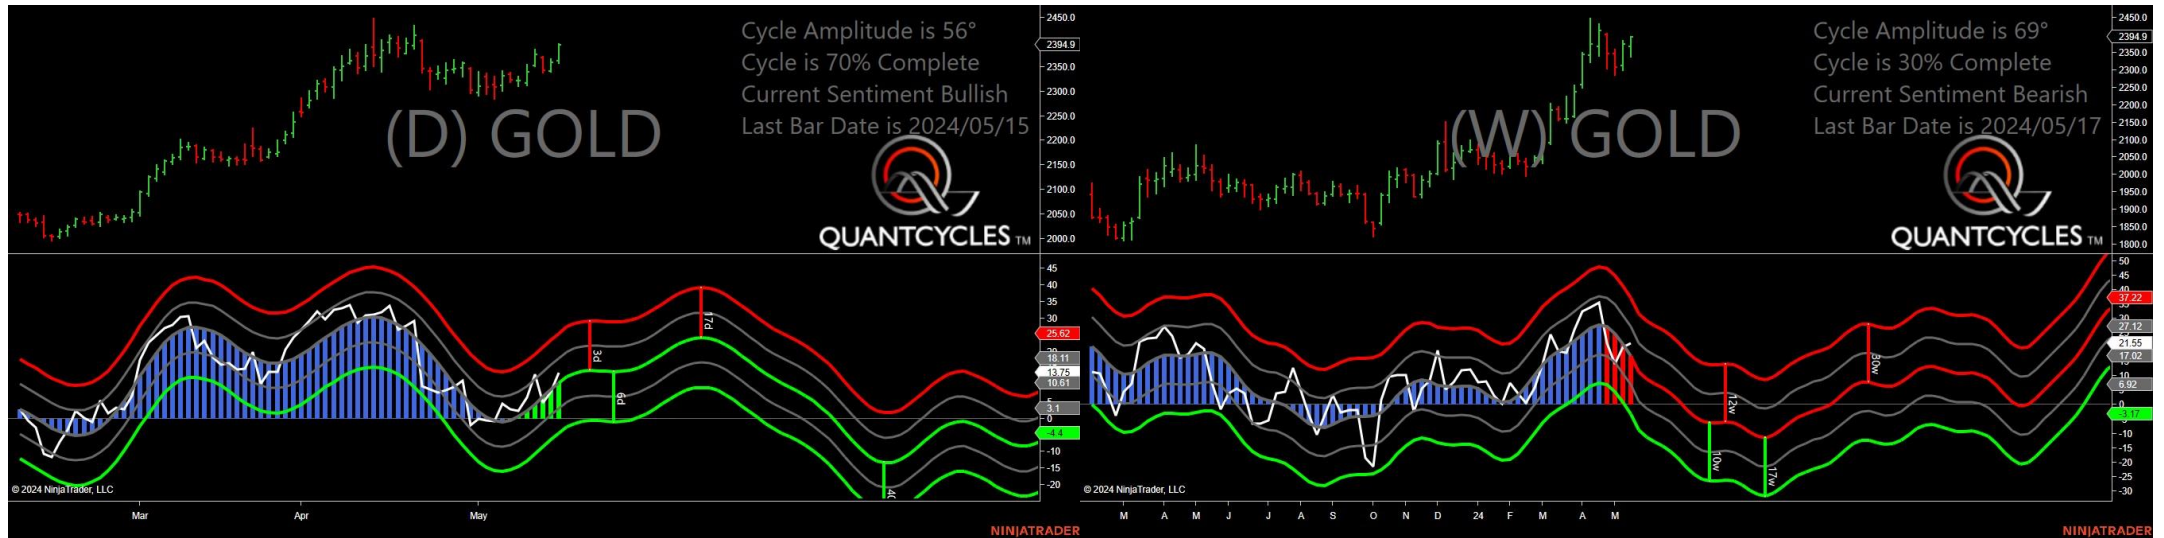 Cycle Amplitude is 56°
Cycle is 70% Complete
Current Sentiment Bullish
Last Bar Date is 2024/05/15
(D) GOLD
QUANTCYCLES TM
2450.0
2394.9
2350.0
2300.0
2250.0
2200.0
2150.0
2100.0
2050.0
2000.0
45
40
35
30
25.62
18.11
13.75
10.61
5
3.1
0
-4.4
-10
-15
-20
3d
6d
17d
© 2024 NinjaTrader, LLC
Mar
Apr
May
NINJATRADER
Cycle Amplitude is 69°
Cycle is 30% Complete
Current Sentiment Bearish
Last Bar Date is 2024/05/17
(W) GOLD
QUANTCYCLES TM
2450.0
2394.9
2350.0
2300.0
2250.0
2200.0
2150.0
2100.0
2050.0
2000.0
1950.0
1900.0
1850.0
1800.0
50
45
40
37.22
30
27.12
21.55
17.02
10
6.92
0
-3.17
-10
-15
-20
-25
-30
12w
10w
17w
30w
© 2024 NinjaTrader, LLC
M
A
M
J
J
A
S
O
N
D
24
F
M
A
M
NINJATRADER